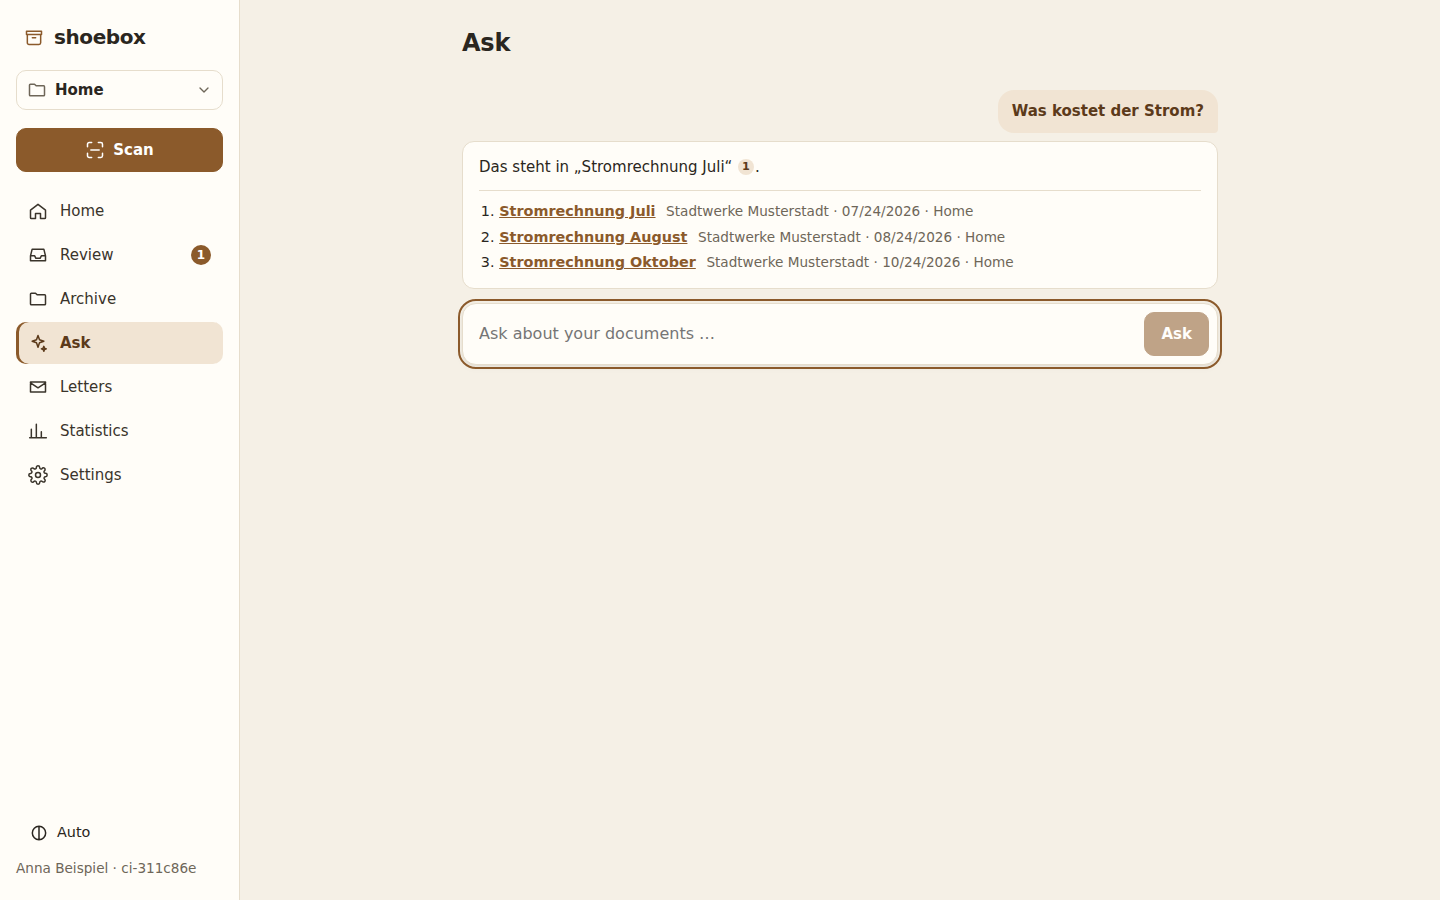 shoebox
Home
Scan
Home
Review 1
Archive
Ask
Letters
Statistics
Settings
Auto
Anna Beispiel · ci-311c86e
Ask
Was kostet der Strom?
Das steht in „Stromrechnung Juli“ 1.
1. Stromrechnung Juli Stadtwerke Musterstadt · 07/24/2026 · Home
2. Stromrechnung August Stadtwerke Musterstadt · 08/24/2026 · Home
3. Stromrechnung Oktober Stadtwerke Musterstadt · 10/24/2026 · Home
Ask about your documents … Ask